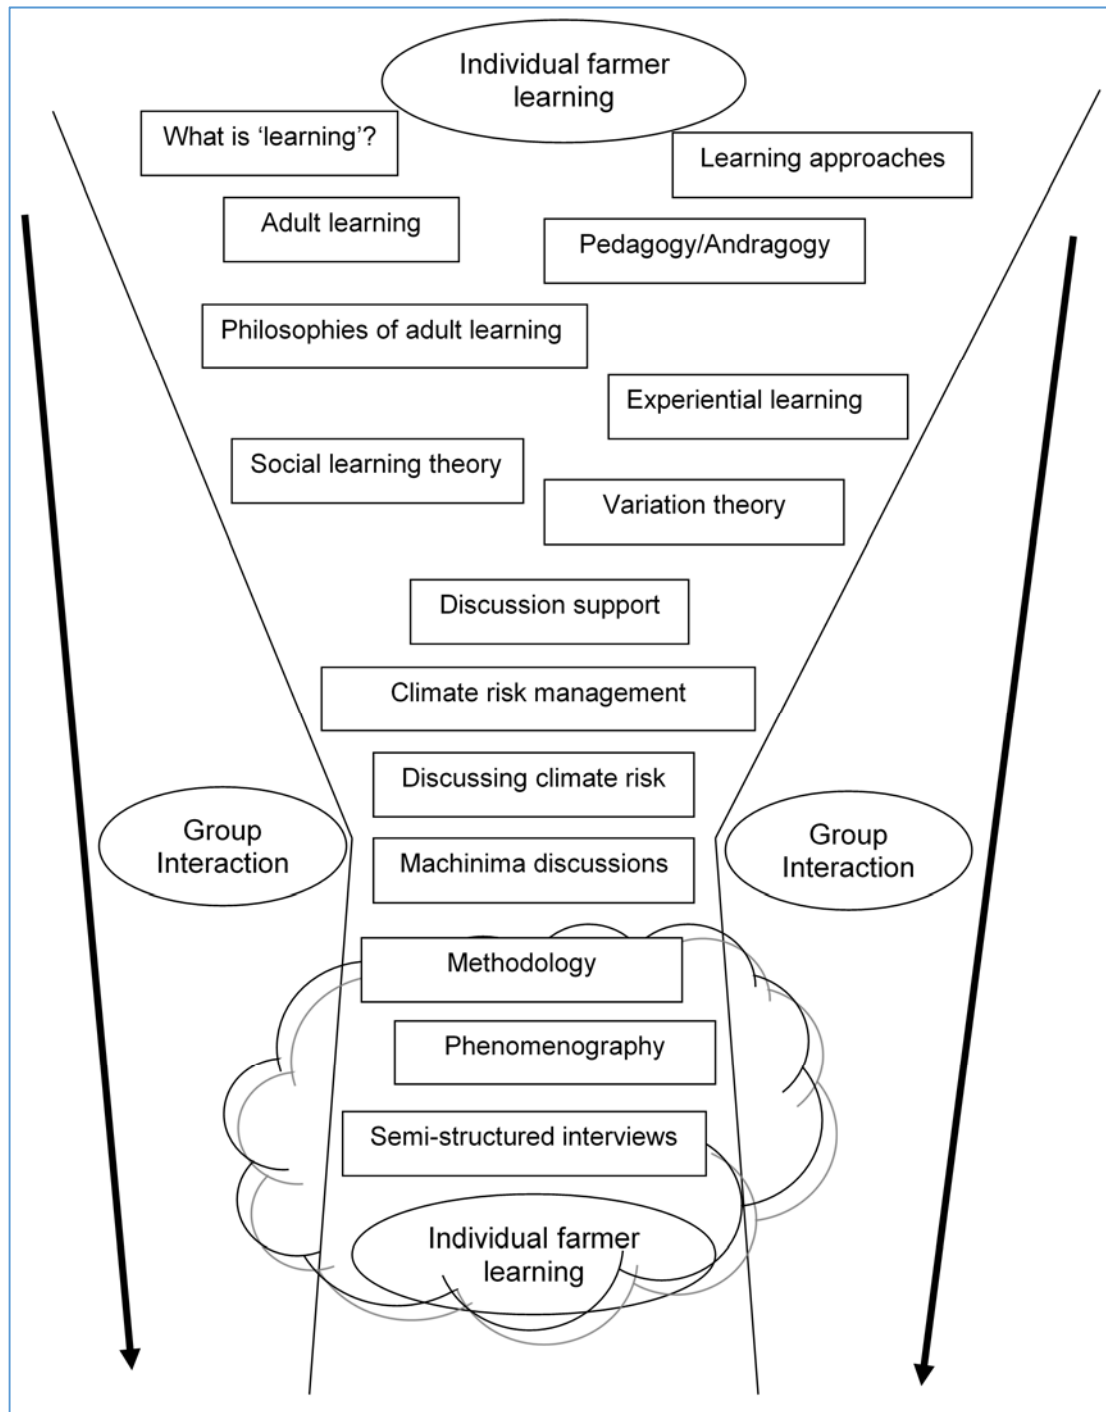 Individual farmer
learning
What is ‘learning’?
Learning approaches
Adult learning
Pedagogy/Andragogy
Philosophies of adult learning
Experiential learning
Social learning theory
Variation theory
Discussion support
Climate risk management
Discussing climate risk
Group
Interaction
Machinima discussions
Group
Interaction
Methodology
Phenomenography
Semi-structured interviews
Individual farmer
learning